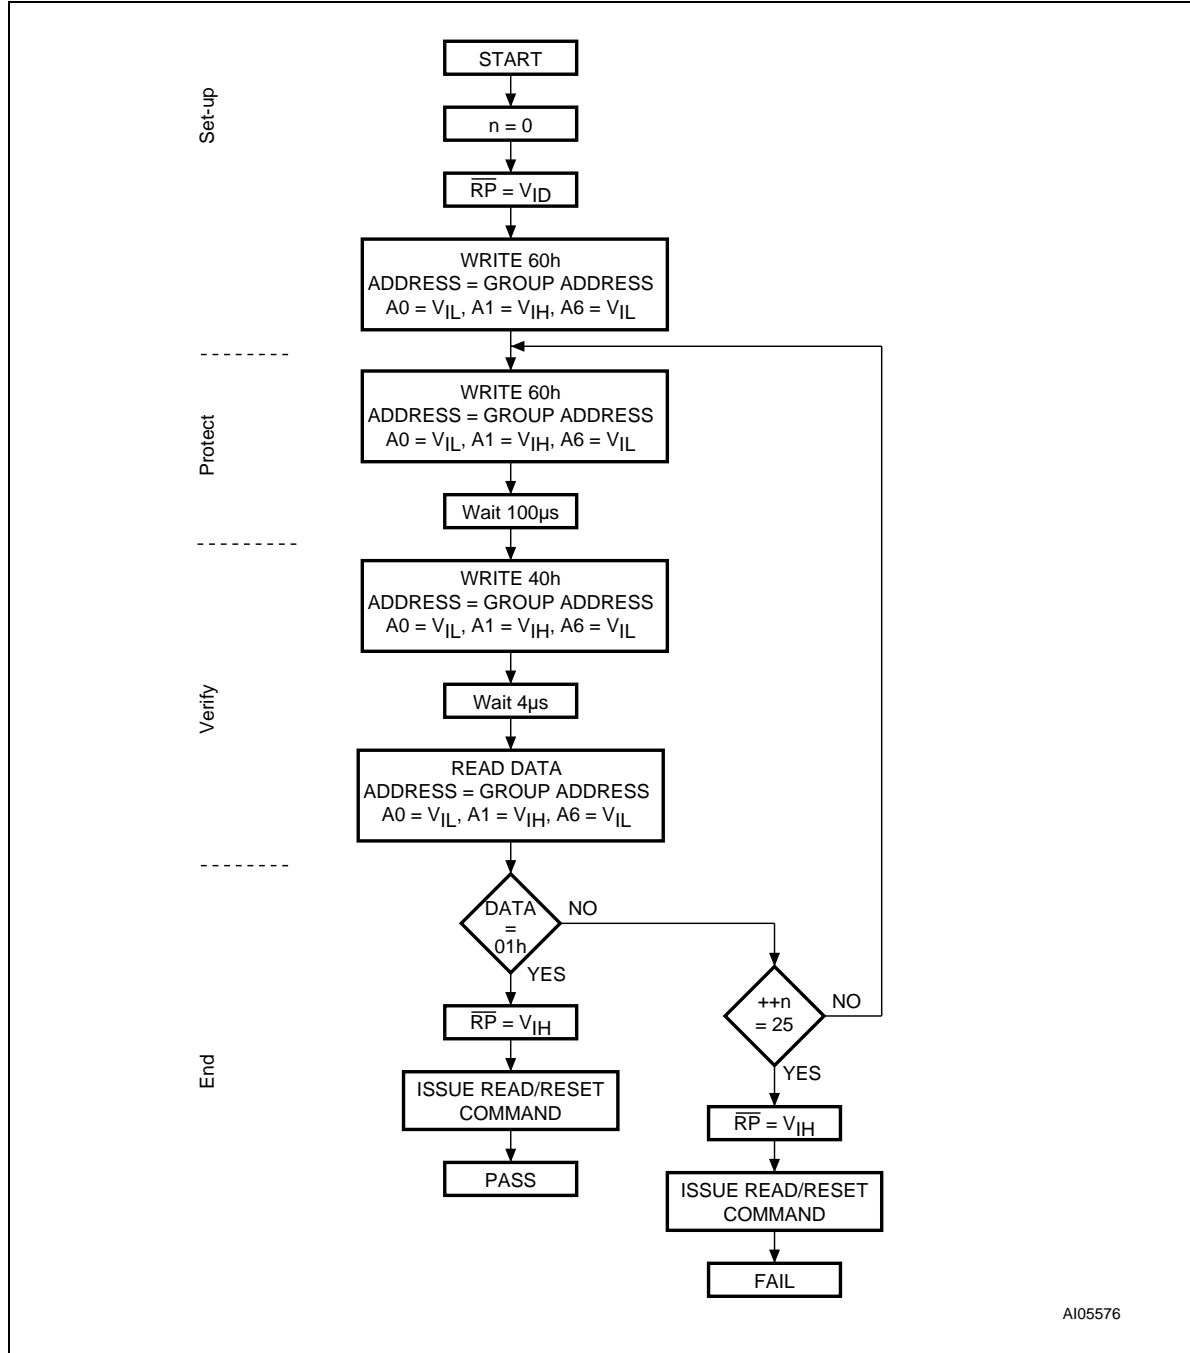 START
Set-up
n = 0
R̅P̅ = VID
WRITE 60h
ADDRESS = GROUP ADDRESS
A0 = VIL, A1 = VIH, A6 = VIL
Protect
WRITE 60h
ADDRESS = GROUP ADDRESS
A0 = VIL, A1 = VIH, A6 = VIL
Wait 100µs
WRITE 40h
ADDRESS = GROUP ADDRESS
A0 = VIL, A1 = VIH, A6 = VIL
Verify
Wait 4µs
READ DATA
ADDRESS = GROUP ADDRESS
A0 = VIL, A1 = VIH, A6 = VIL
DATA
=
01h
NO
YES
++n
= 25
NO
YES
End
R̅P̅ = VIH
ISSUE READ/RESET
COMMAND
PASS
R̅P̅ = VIH
ISSUE READ/RESET
COMMAND
FAIL
AI05576